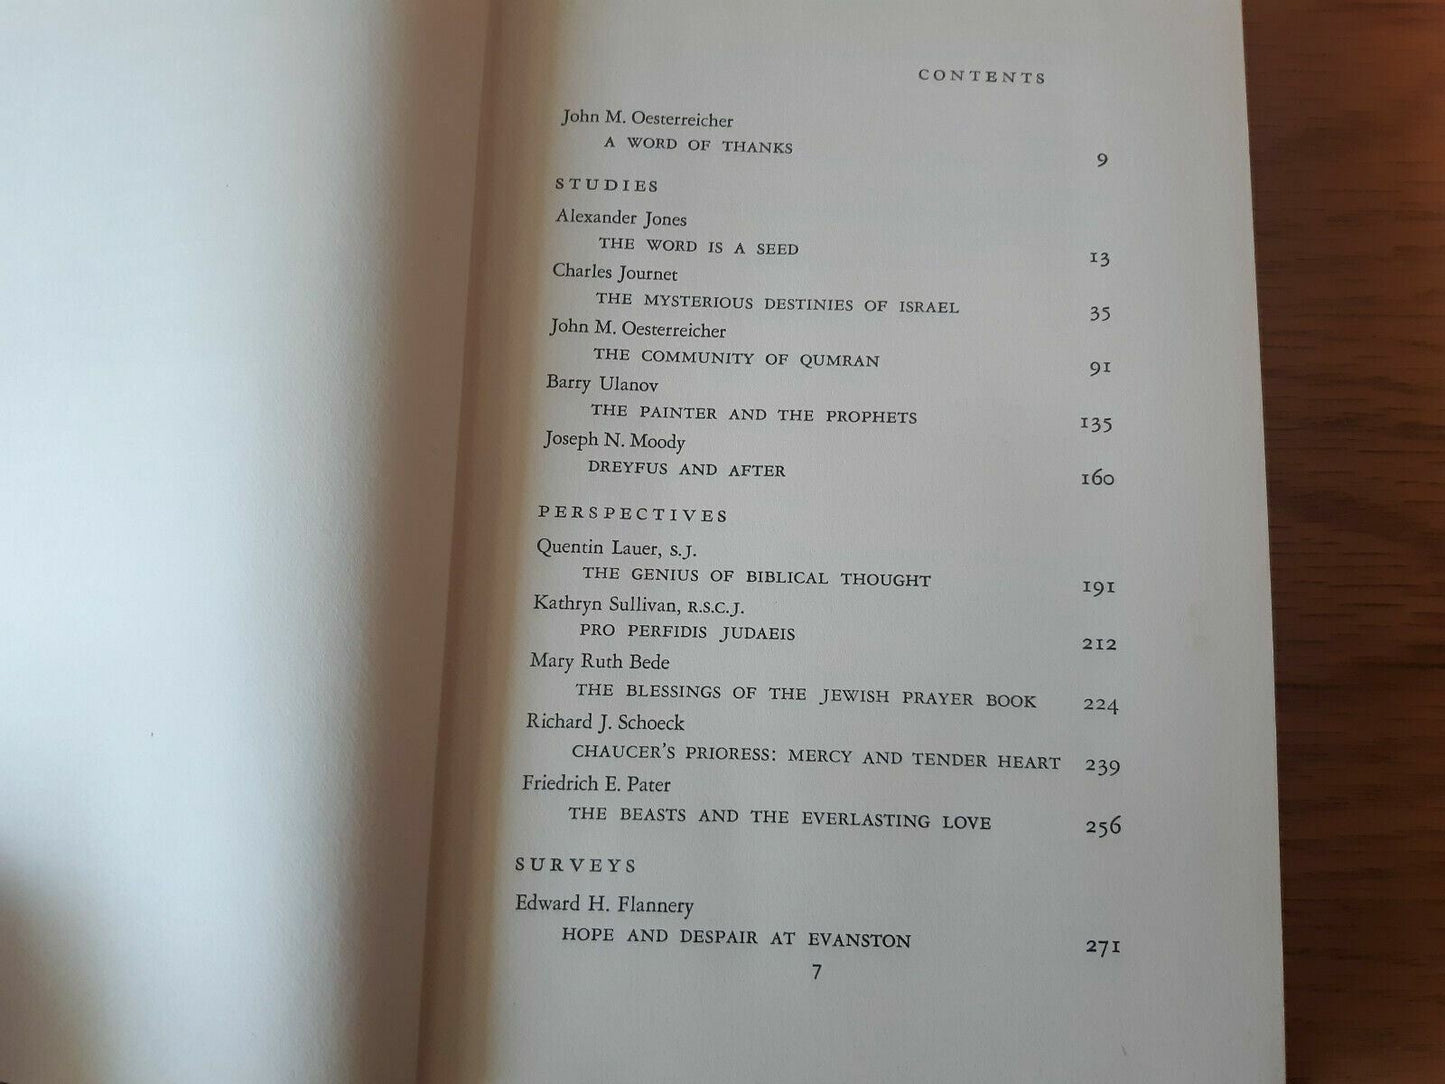 CONTENTS
John M. Oesterreicher
A WORD OF THANKS 9
STUDIES
Alexander Jones
THE WORD IS A SEED 13
Charles Journet
THE MYSTERIOUS DESTINIES OF ISRAEL 35
John M. Oesterreicher
THE COMMUNITY OF QUMRAN 91
Barry Ulanov
THE PAINTER AND THE PROPHETS 135
Joseph N. Moody
DREYFUS AND AFTER 160
PERSPECTIVES
Quentin Lauer, S.J.
THE GENIUS OF BIBLICAL THOUGHT 191
Kathryn Sullivan, R.S.C.J.
PRO PERFIDIS JUDAEIS 212
Mary Ruth Bede
THE BLESSINGS OF THE JEWISH PRAYER BOOK 224
Richard J. Schoeck
CHAUCER'S PRIORESS: MERCY AND TENDER HEART 239
Friedrich E. Pater
THE BEASTS AND THE EVERLASTING LOVE 256
SURVEYS
Edward H. Flannery
HOPE AND DESPAIR AT EVANSTON 271
7